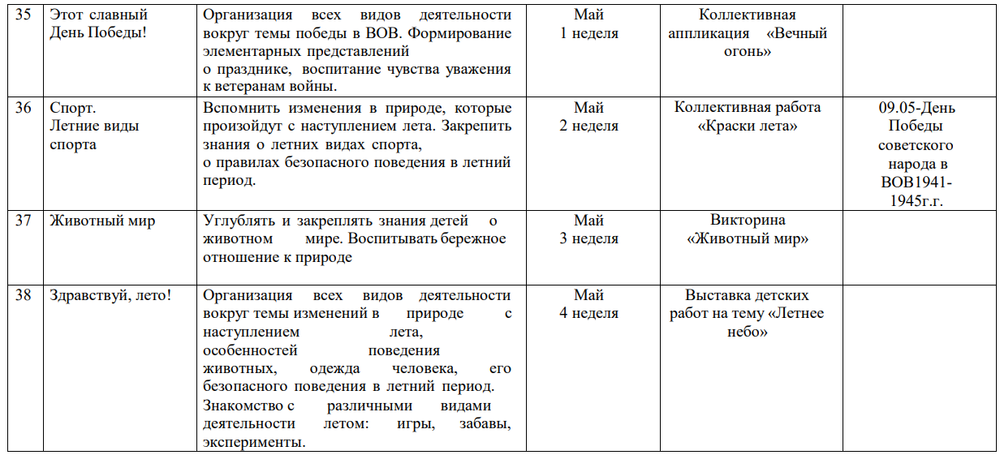 35
Этот славный
День Победы!
Организация всех видов деятельности
вокруг темы победы в ВОВ. Формирование
элементарных представлений
о празднике, воспитание чувства уважения
к ветеранам войны.
Май
1 неделя
Коллективная
аппликация «Вечный
огонь»
36
Спорт.
Летние виды
спорта
Вспомнить изменения в природе, которые
произойдут с наступлением лета. Закрепить
знания о летних видах спорта,
о правилах безопасного поведения в летний
период.
Май
2 неделя
Коллективная работа
«Краски лета»
09.05-День
Победы
советского
народа в
ВОВ1941-
1945г.г.
37
Животный мир
Углублять и закреплять знания детей о
животном мире. Воспитывать бережное
отношение к природе
Май
3 неделя
Викторина
«Животный мир»
38
Здравствуй, лето!
Организация всех видов деятельности
вокруг темы изменений в природе с
наступлением лета,
особенностей поведения
животных, одежда человека, его
безопасного поведения в летний период.
Знакомство с различными видами
деятельности летом: игры, забавы,
эксперименты.
Май
4 неделя
Выставка детских
работ на тему «Летнее
небо»